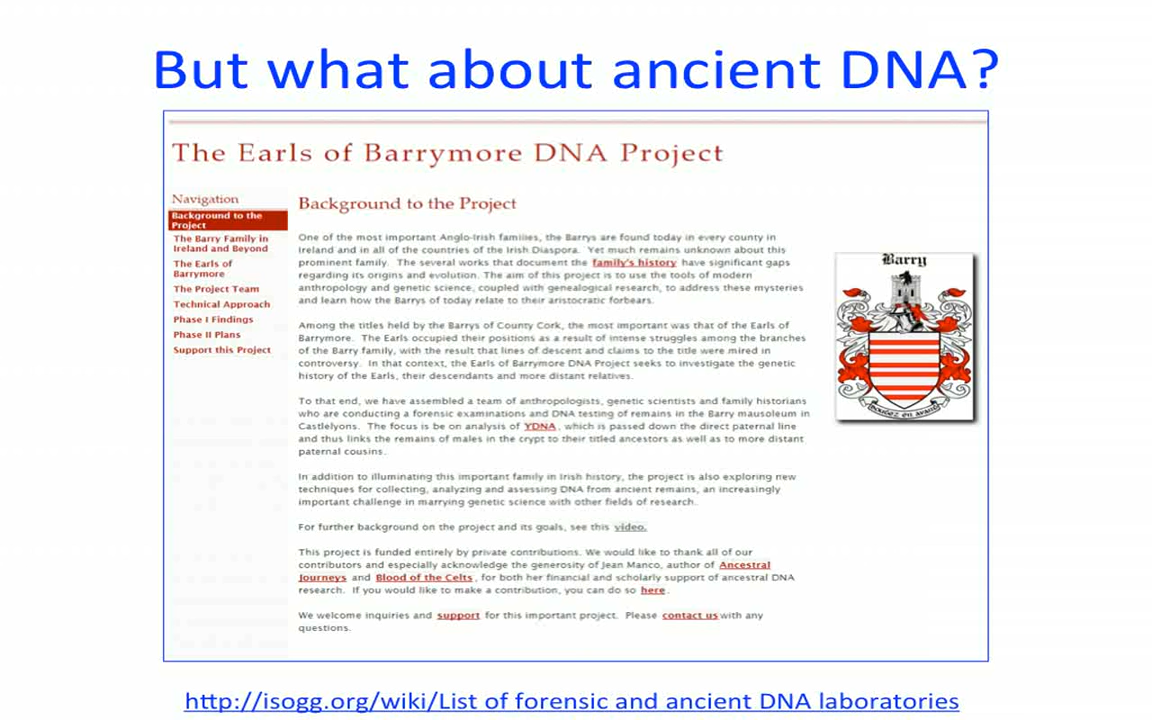 But what about ancient DNA?
The Earls of Barrymore DNA Project
Navigation
Background to the
Project
The Barry Family in
Ireland and Beyond
The Earls of
Barrymore
The Project Team
Technical Approach
Phase I Findings
Phase II Plans
Support this Project
Background to the Project
One of the most important Anglo-Irish families, the Barrys are found today in every county in
Ireland and in all of the countries of the Irish Diaspora. Yet much remains unknown about this
prominent family. The several works that document the family's history have significant gaps
regarding its origins and evolution. The aim of this project is to use the tools of modern
anthropology and genetic science, coupled with genealogical research, to address these mysteries
and learn how the Barrys of today relate to their aristocratic forbears.
Among the titles held by the Barrys of County Cork, the most important was that of the Earls of
Barrymore. The Earls occupied their positions as a result of intense struggles among the branches
of the Barry family, with the result that lines of descent and claims to the title were mired in
controversy. In that context, the Earls of Barrymore DNA Project seeks to investigate the genetic
history of the Earls, their descendants and more distant relatives.
To that end, we have assembled a team of anthropologists, genetic scientists and family historians
who are conducting a forensic examinations and DNA testing of remains in the Barry mausoleum in
Castlelyons. The focus is be on analysis of YDNA, which is passed down the direct paternal line
and thus links the remains of males in the crypt to their titled ancestors as well as to more distant
paternal cousins.
In addition to illuminating this important family in Irish history, the project is also exploring new
techniques for collecting, analyzing and assessing DNA from ancient remains, an increasingly
important challenge in marrying genetic science with other fields of research.
For further background on the project and its goals, see this video.
This project is funded entirely by private contributions. We would like to thank all of our
contributors and especially acknowledge the generosity of Jean Manco, author of Ancestral
Journeys and Blood of the Celts, for both her financial and scholarly support of ancestral DNA
research. If you would like to make a contribution, you can do so here.
We welcome inquiries and support for this important project. Please contact us with any
questions.
Barry
Boutez en avant
http://isogg.org/wiki/List of forensic and ancient DNA laboratories